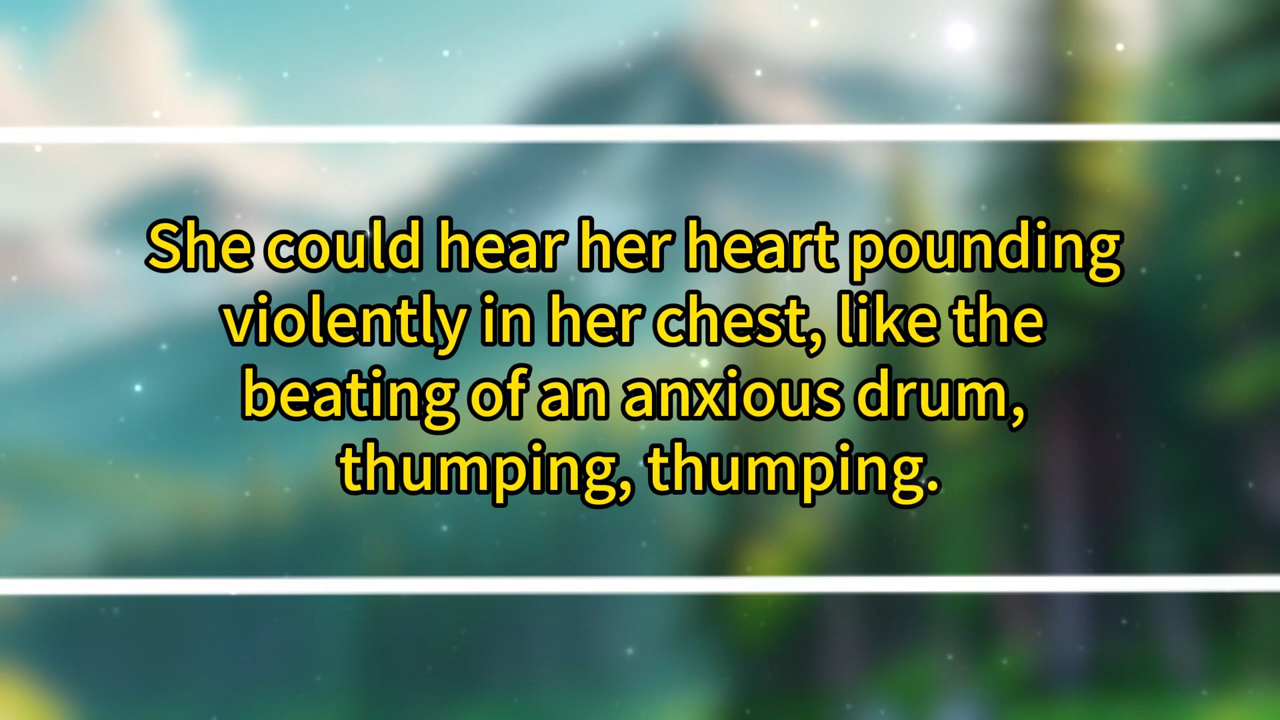 She could hear her heart pounding
violently in her chest, like the
beating of an anxious drum,
thumping, thumping.